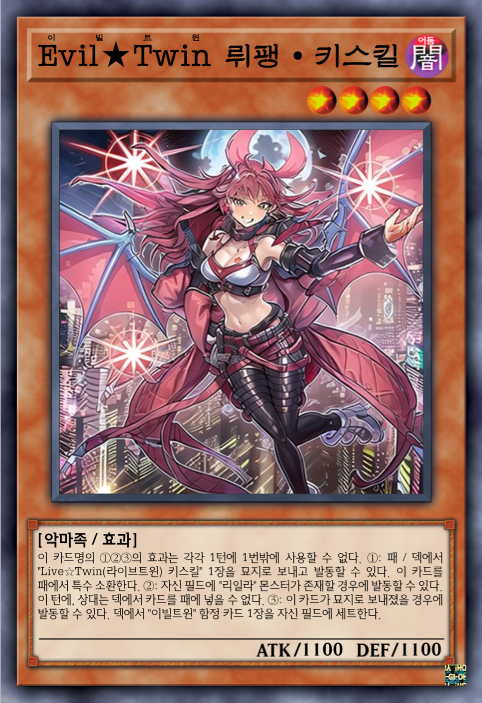 이 빌 트 윈
Evil★Twin 뤼팽 • 키스킬
어둠
闇
[악마족 / 효과]
이 카드명의 ①②③의 효과는 각각 1턴에 1번밖에 사용할 수 없다. ①: 패 / 덱에서
"Live☆Twin(라이브트윈) 키스킬" 1장을 묘지로 보내고 발동할 수 있다. 이 카드를
패에서 특수 소환한다. ②: 자신 필드에 "리일라" 몬스터가 존재할 경우에 발동할 수 있다.
이 턴에, 상대는 덱에서 카드를 패에 넣을 수 없다. ③: 이 카드가 묘지로 보내졌을 경우에
발동할 수 있다. 덱에서 "이빌트윈" 함정 카드 1장을 자신 필드에 세트한다.
ATK/1100 DEF/1100